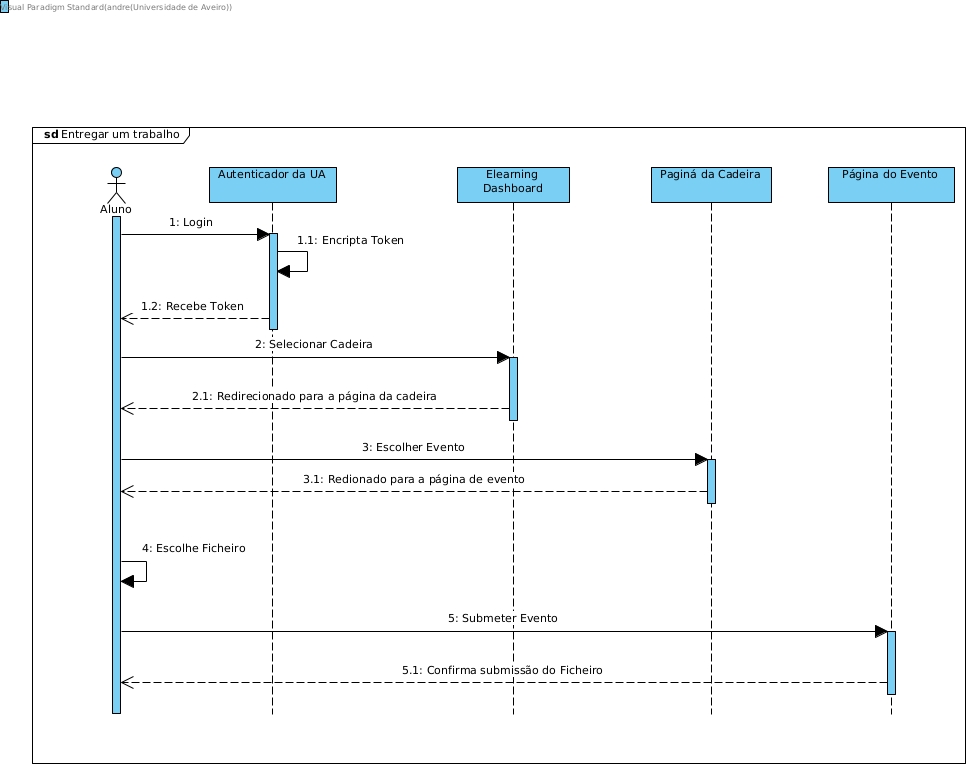 Visual Paradigm Standard(andre(Universidade de Aveiro))
sd Entregar um trabalho
Aluno
Autenticador da UA
Elearning
Dashboard
Paginá da Cadeira
Página do Evento
1: Login
1.1: Encripta Token
1.2: Recebe Token
2: Selecionar Cadeira
2.1: Redirecionado para a página da cadeira
3: Escolher Evento
3.1: Redionado para a página de evento
4: Escolhe Ficheiro
5: Submeter Evento
5.1: Confirma submissão do Ficheiro